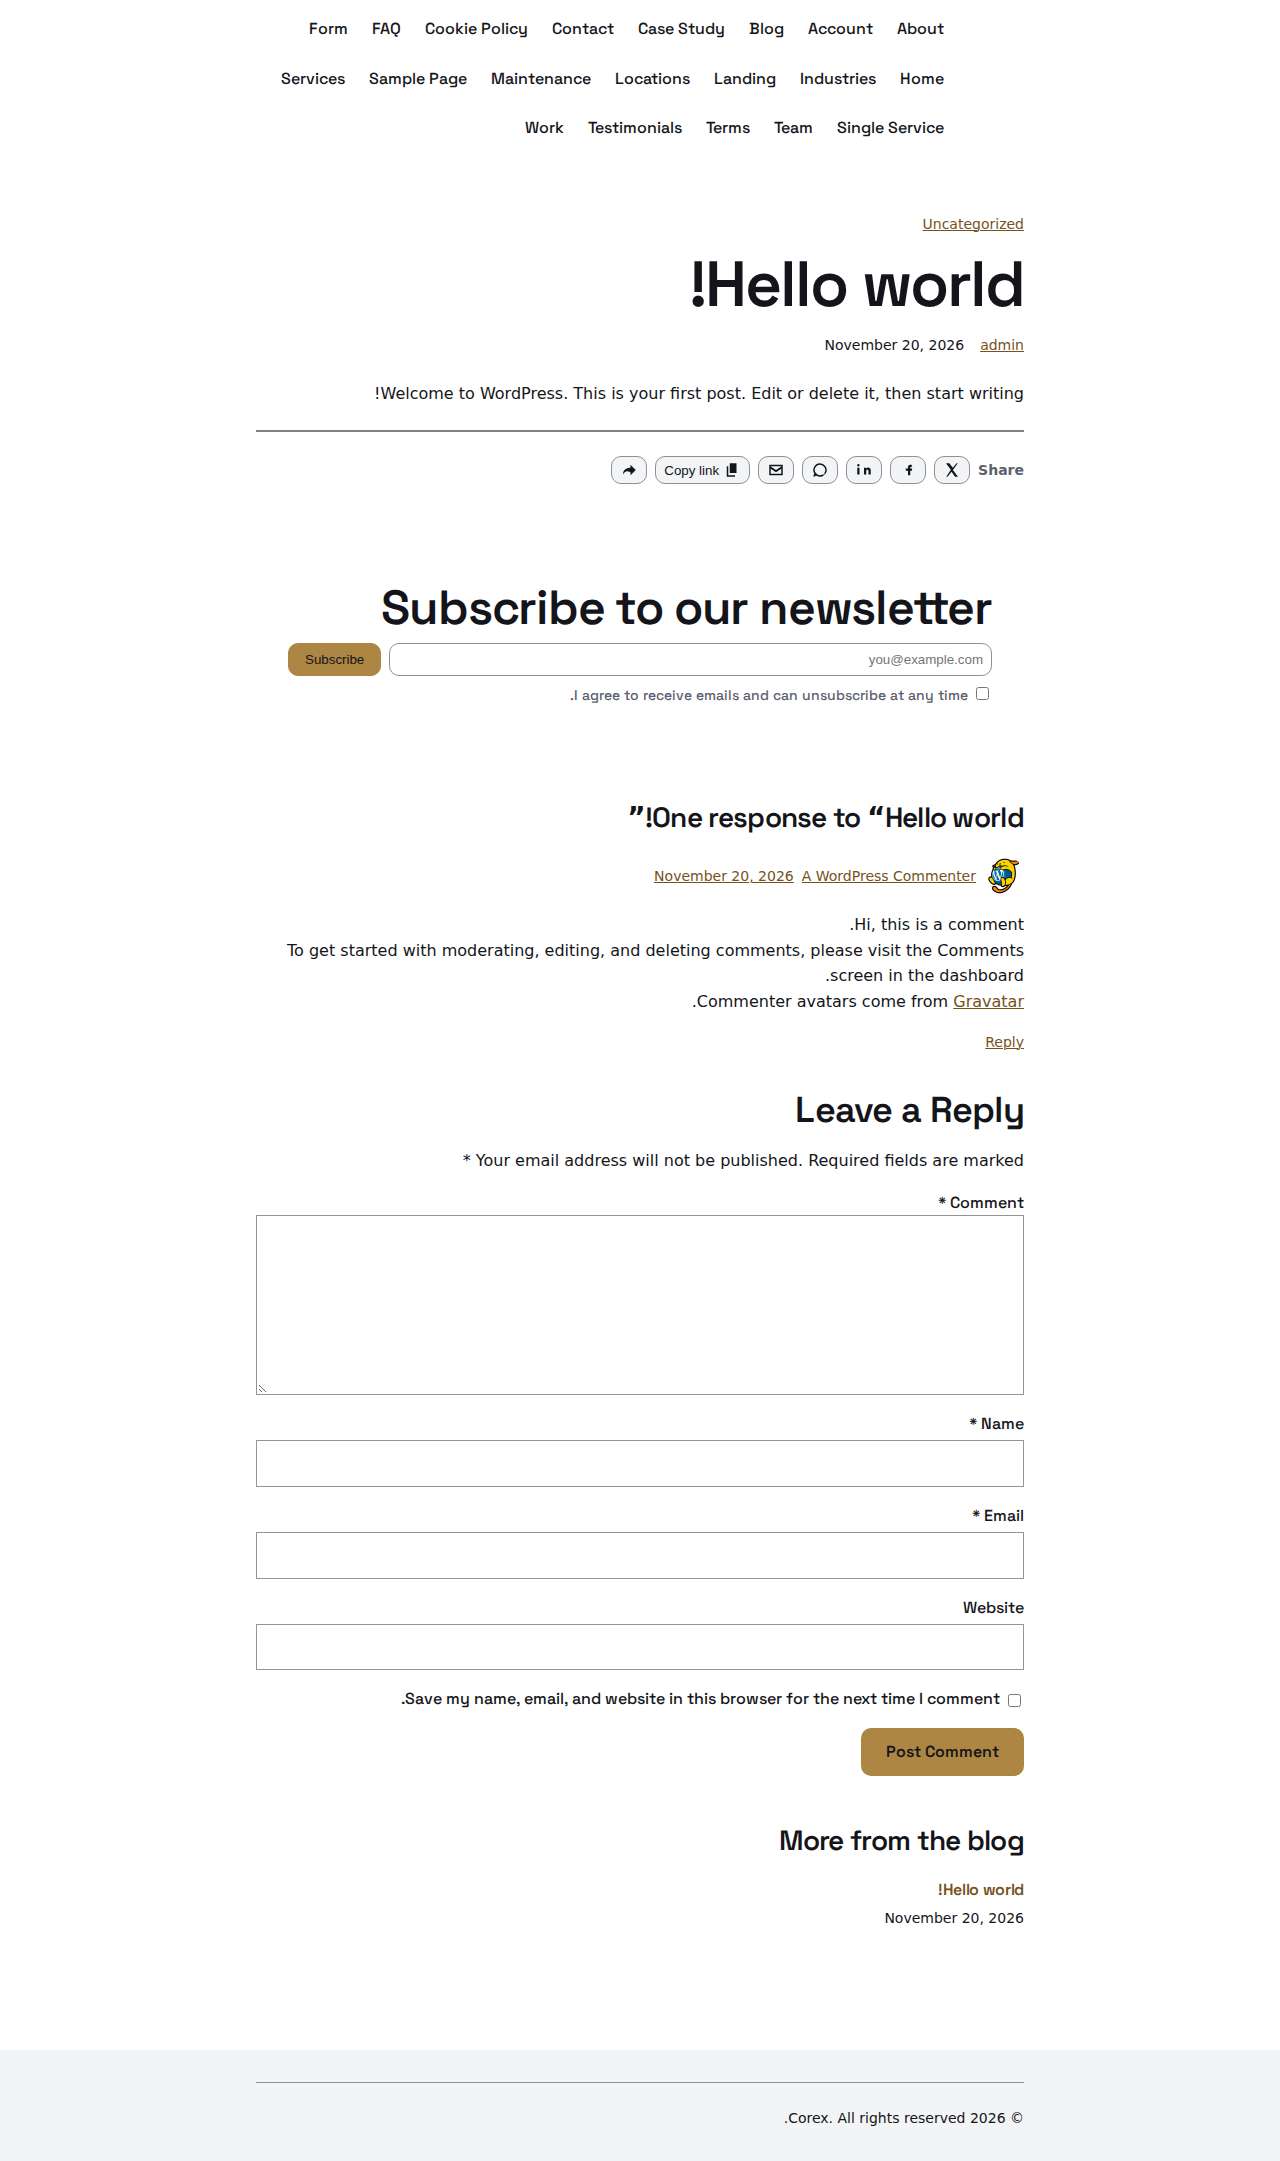 About Account Blog Case Study Contact Cookie Policy FAQ Form
Home Industries Landing Locations Maintenance Sample Page Services
Single Service Team Terms Testimonials Work
Uncategorized
Hello world!
admin November 20, 2026
Welcome to WordPress. This is your first post. Edit or delete it, then start writing!
Share Copy link
Subscribe to our newsletter
you@example.com Subscribe
I agree to receive emails and can unsubscribe at any time.
One response to “Hello world!”
A WordPress Commenter November 20, 2026
Hi, this is a comment.
To get started with moderating, editing, and deleting comments, please visit the Comments
screen in the dashboard.
Commenter avatars come from Gravatar.
Reply
Leave a Reply
Your email address will not be published. Required fields are marked *
Comment *
Name *
Email *
Website
Save my name, email, and website in this browser for the next time I comment.
Post Comment
More from the blog
Hello world!
November 20, 2026
© 2026 Corex. All rights reserved.